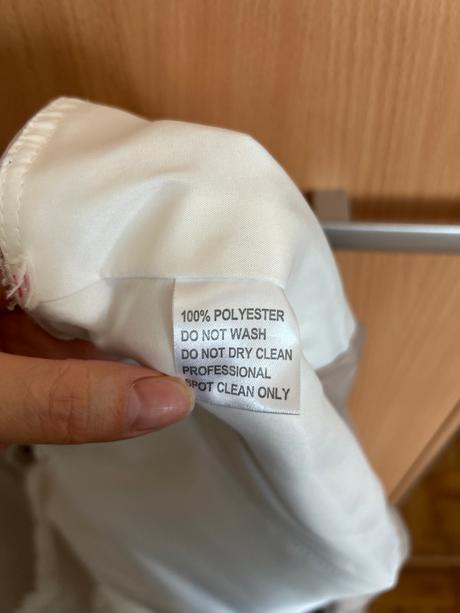 100% POLYESTER
DO NOT WASH
DO NOT DRY CLEAN
PROFESSIONAL
SPOT CLEAN ONLY